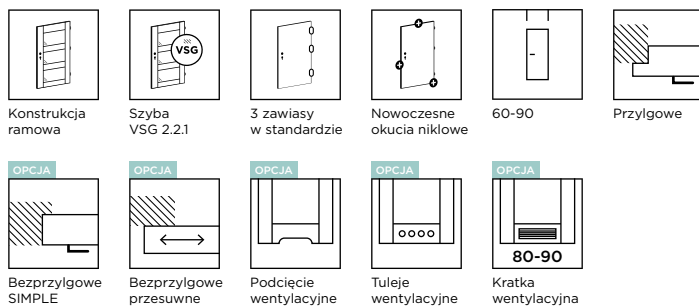 VSG
Konstrukcja
ramowa
Szyba
VSG 2.2.1
3 zawiasy
w standardzie
Nowoczesne
okucia niklowe
60-90
Przylgowe
OPCJA
OPCJA
OPCJA
OPCJA
OPCJA
80-90
Bezprzylgowe
SIMPLE
Bezprzylgowe
przesuwne
Podcięcie
wentylacyjne
Tuleje
wentylacyjne
Kratka
wentylacyjna